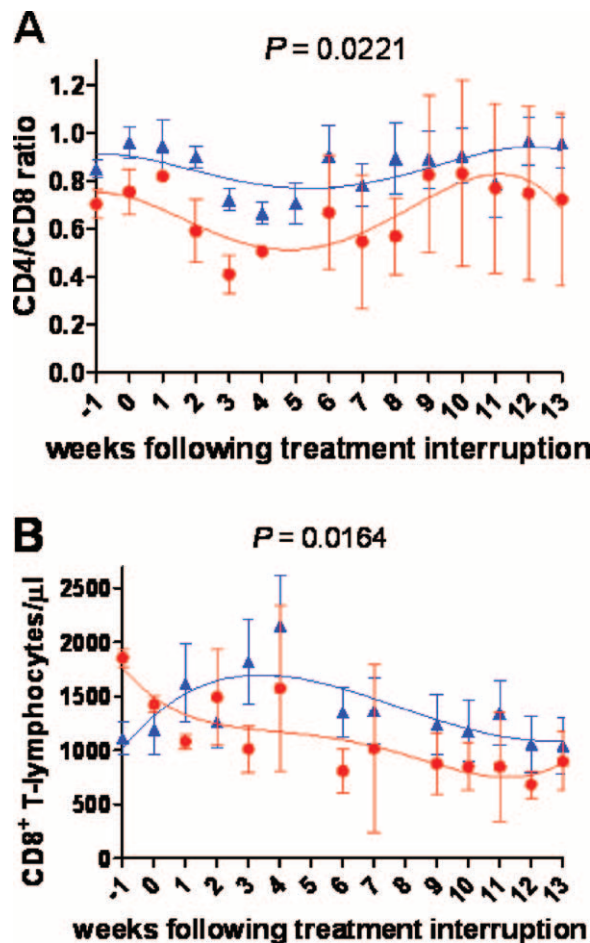 A
P = 0.0221
CD4/CD8 ratio
1.2
1.0
0.8
0.6
0.4
0.2
0.0
-1 0 1 2 3 4 5 6 7 8 9 10 11 12 13
weeks following treatment interruption
B
P = 0.0164
CD8⁺ T-lymphocytes/µl
2500
2000
1500
1000
500
0
-1 0 1 2 3 4 6 7 9 10 11 12 13
weeks following treatment interruption